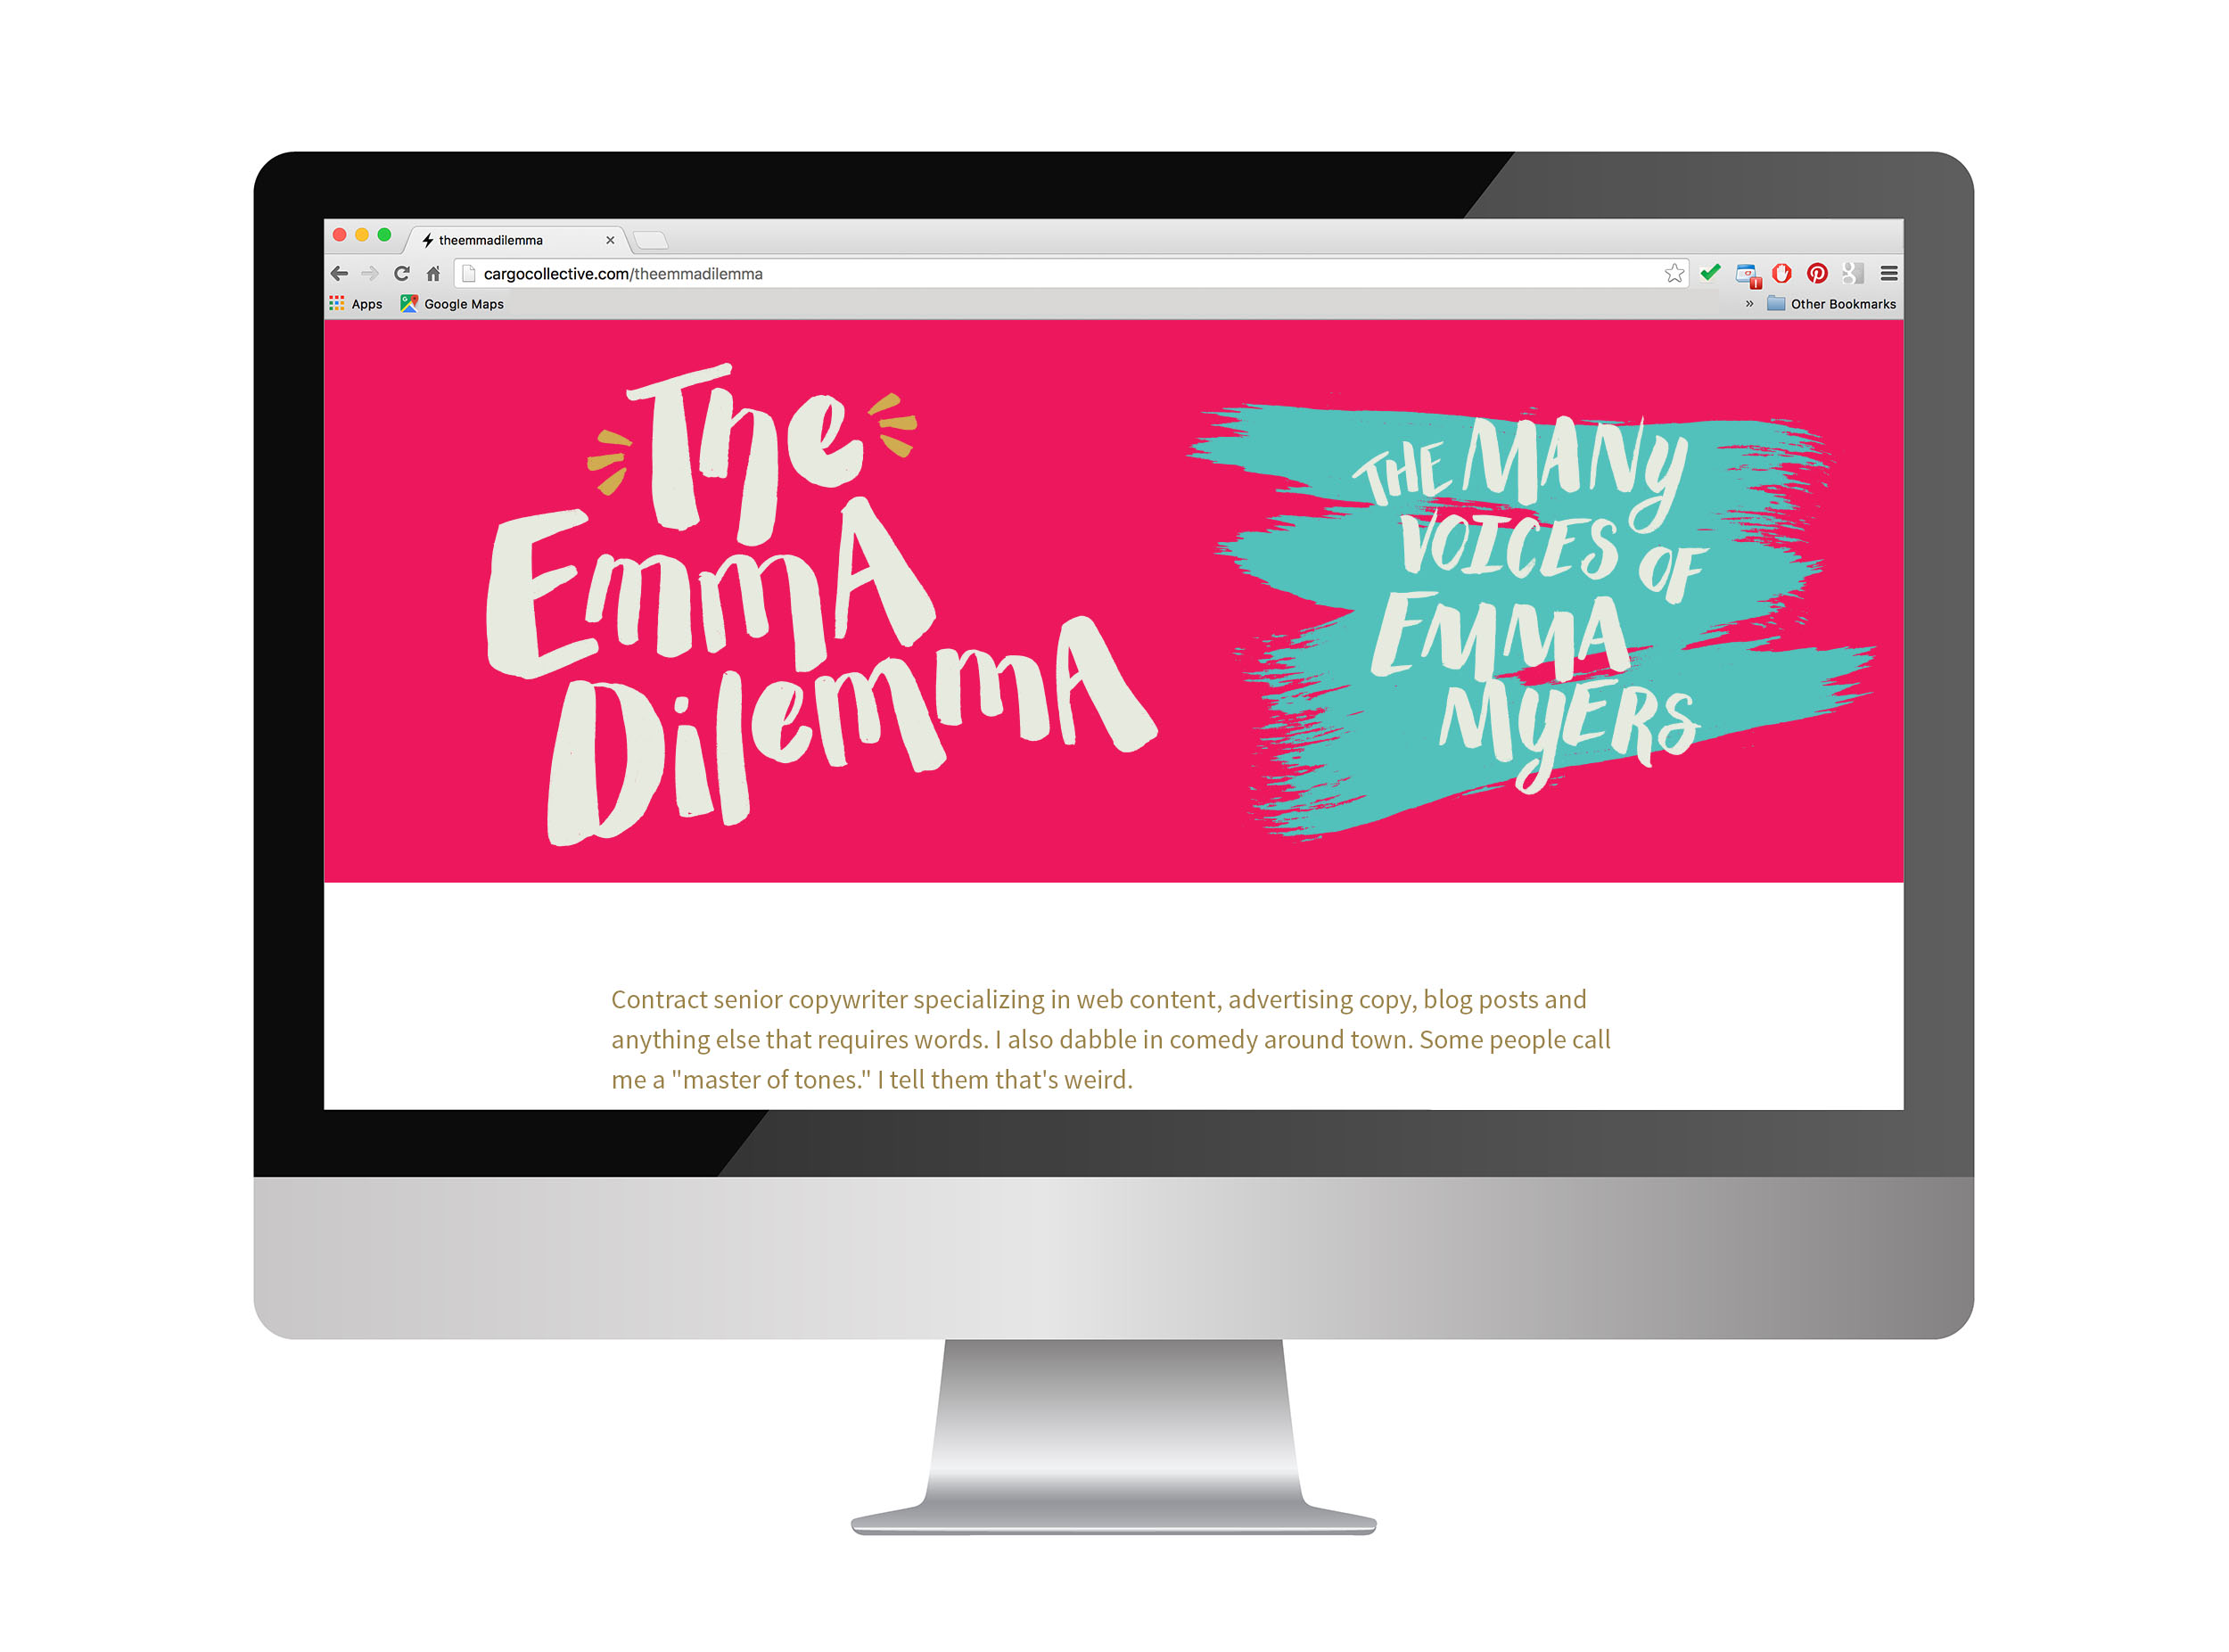 theemmadilemma
cargocollective.com/theemmadilemma
Apps Google Maps » Other Bookmarks
The
EmmA
DilemmA
THE MANy
VOICES OF
EMMA
MyERS
Contract senior copywriter specializing in web content, advertising copy, blog posts and
anything else that requires words. I also dabble in comedy around town. Some people call
me a "master of tones." I tell them that's weird.